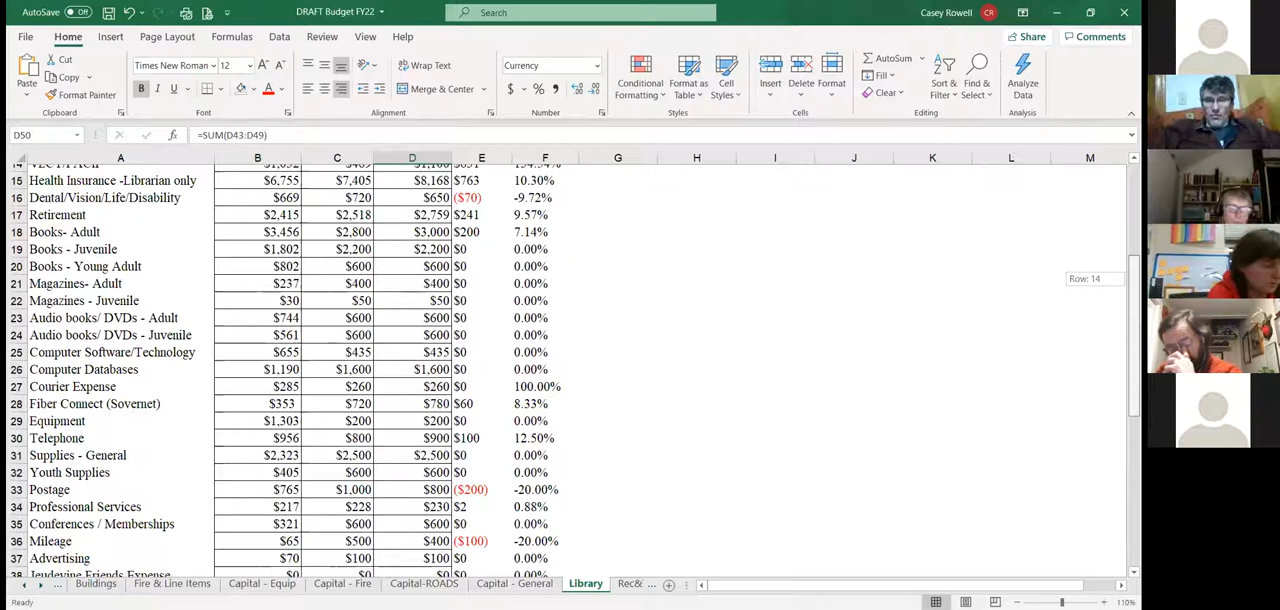 AutoSave Off DRAFT Budget FY22 Search Casey Rowell CR
File Home Insert Page Layout Formulas Data Review View Help Share Comments
Paste Cut Copy Format Painter Clipboard
Times New Roman 12 B I U A Font
Wrap Text Merge & Center Alignment
Currency $ % Number
Conditional Formatting Format as Table Cell Styles Styles
Insert Delete Format Cells
AutoSum Fill Clear Sort & Filter Find & Select Editing
Analyze Data Analysis
D50 fx =SUM(D43:D49)
A B C D E F G H I J K L M
15 Health Insurance -Librarian only $6,755 $7,405 $8,168 $763 10.30%
16 Dental/Vision/Life/Disability $669 $720 $650 ($70) -9.72%
17 Retirement $2,415 $2,518 $2,759 $241 9.57%
18 Books- Adult $3,456 $2,800 $3,000 $200 7.14%
19 Books - Juvenile $1,802 $2,200 $2,200 $0 0.00%
20 Books - Young Adult $802 $600 $600 $0 0.00%
21 Magazines- Adult $237 $400 $400 $0 0.00%
Row: 14
22 Magazines - Juvenile $30 $50 $50 $0 0.00%
23 Audio books/ DVDs - Adult $744 $600 $600 $0 0.00%
24 Audio books/ DVDs - Juvenile $561 $600 $600 $0 0.00%
25 Computer Software/Technology $655 $435 $435 $0 0.00%
26 Computer Databases $1,190 $1,600 $1,600 $0 0.00%
27 Courier Expense $285 $260 $260 $0 100.00%
28 Fiber Connect (Sovernet) $353 $720 $780 $60 8.33%
29 Equipment $1,303 $200 $200 $0 0.00%
30 Telephone $956 $800 $900 $100 12.50%
31 Supplies - General $2,323 $2,500 $2,500 $0 0.00%
32 Youth Supplies $405 $600 $600 $0 0.00%
33 Postage $765 $1,000 $800 ($200) -20.00%
34 Professional Services $217 $228 $230 $2 0.88%
35 Conferences / Memberships $321 $600 $600 $0 0.00%
36 Mileage $65 $500 $400 ($100) -20.00%
37 Advertising $70 $100 $100 $0 0.00%
38 Jeudevine Friends Expense $0 $0 $0 $0 0.00%
... Buildings Fire & Line Items Capital - Equip Capital - Fire Capital-ROADS Capital - General Library Rec& ...
Ready 110%